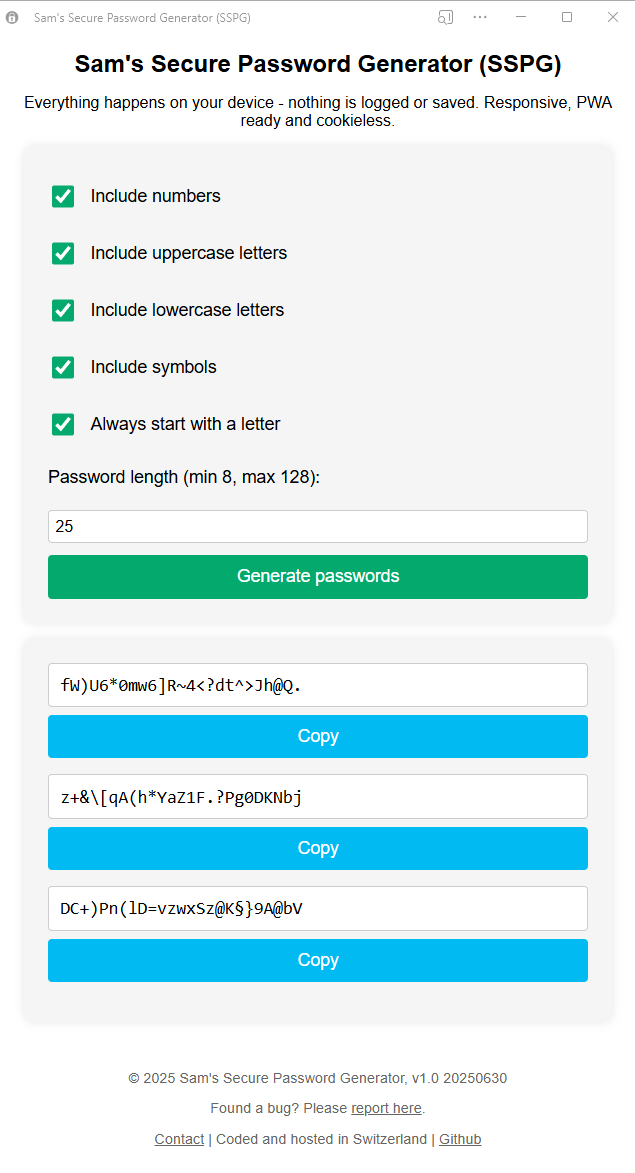 Sam's Secure Password Generator (SSPG)
Sam's Secure Password Generator (SSPG)
Everything happens on your device - nothing is logged or saved. Responsive, PWA
ready and cookieless.
Include numbers
Include uppercase letters
Include lowercase letters
Include symbols
Always start with a letter
Password length (min 8, max 128):
25
Generate passwords
fW)U6*0mw6]R~4<?dt^>Jh@Q.
Copy
z+&\[qA(h*YaZ1F.?Pg0DKNbj
Copy
DC+)Pn(lD=vzwxSz@K§}9A@bV
Copy
© 2025 Sam's Secure Password Generator, v1.0 20250630
Found a bug? Please report here.
Contact | Coded and hosted in Switzerland | Github